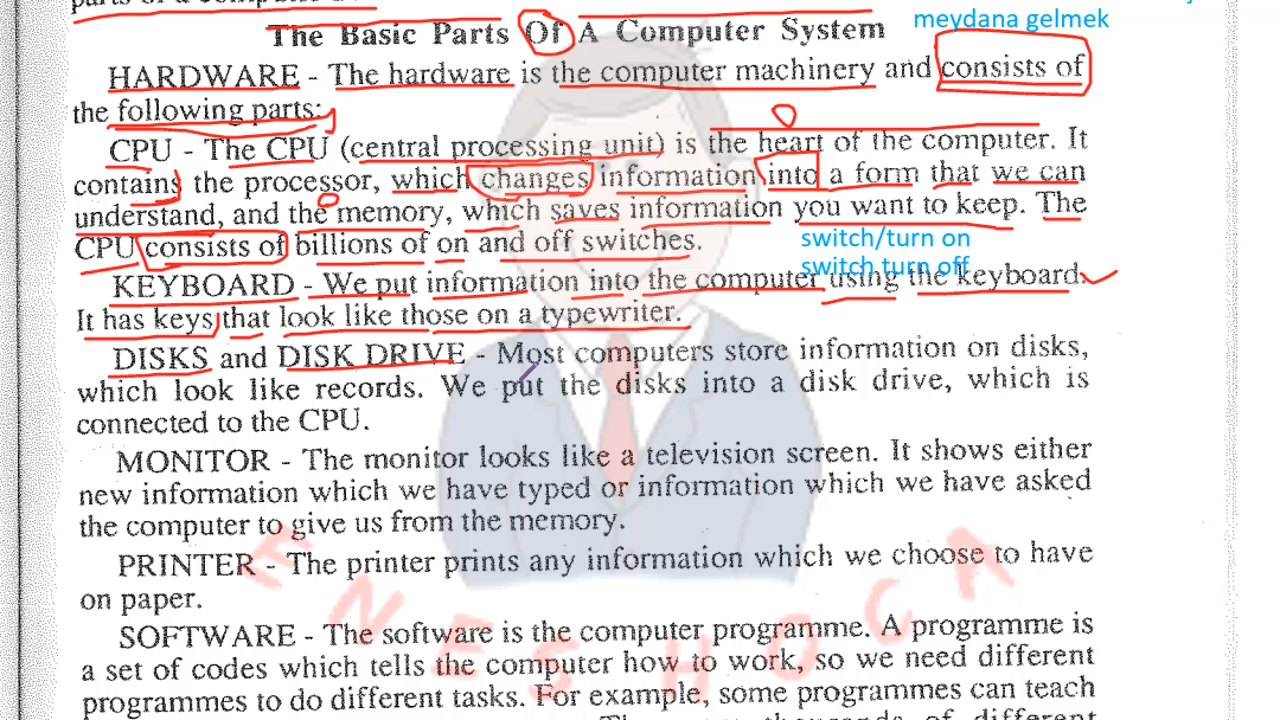 parts of a comp
meydana gelmek
The Basic Parts Of A Computer System
HARDWARE - The hardware is the computer machinery and consists of
the following parts:
CPU - The CPU (central processing unit) is the heart of the computer. It
contains the processor, which changes information into a form that we can
understand, and the memory, which saves information you want to keep. The
CPU consists of billions of on and off switches.
switch/turn on
switch turn off
KEYBOARD - We put information into the computer using the keyboard.
It has keys that look like those on a typewriter.
DISKS and DISK DRIVE - Most computers store information on disks,
which look like records. We put the disks into a disk drive, which is
connected to the CPU.
MONITOR - The monitor looks like a television screen. It shows either
new information which we have typed or information which we have asked
the computer to give us from the memory.
PRINTER - The printer prints any information which we choose to have
on paper.
SOFTWARE - The software is the computer programme. A programme is
a set of codes which tells the computer how to work, so we need different
programmes to do different tasks. For example, some programmes can teach
of different
ENES HOCA